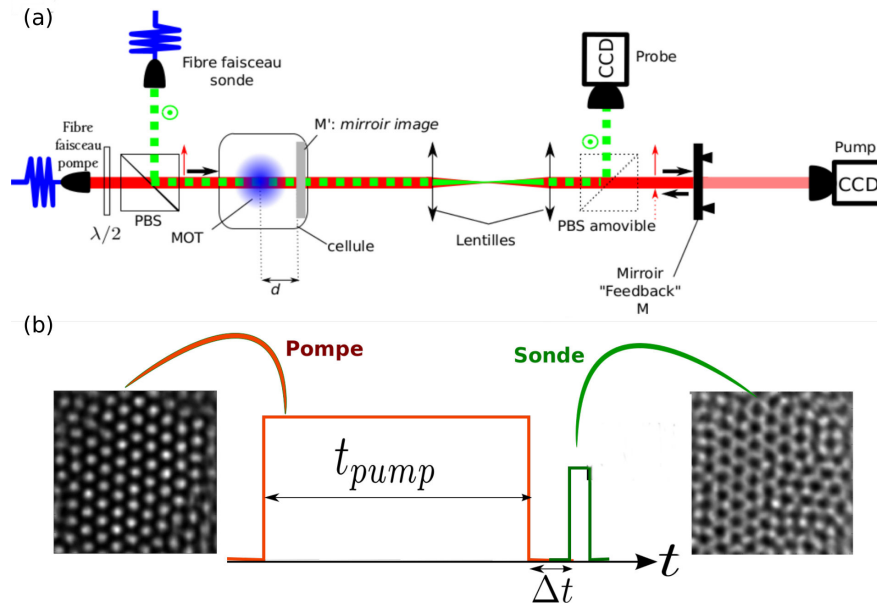 (a)
Fibre faisceau
sonde
CCD
Probe
M': mirroir image
Fibre
faisceau
pompe
λ/2
PBS
MOT
d
cellule
Lentilles
PBS amovible
Mirroir
"Feedback"
M
Pump
CCD
(b)
Pompe
Sonde
t_pump
Δt
t